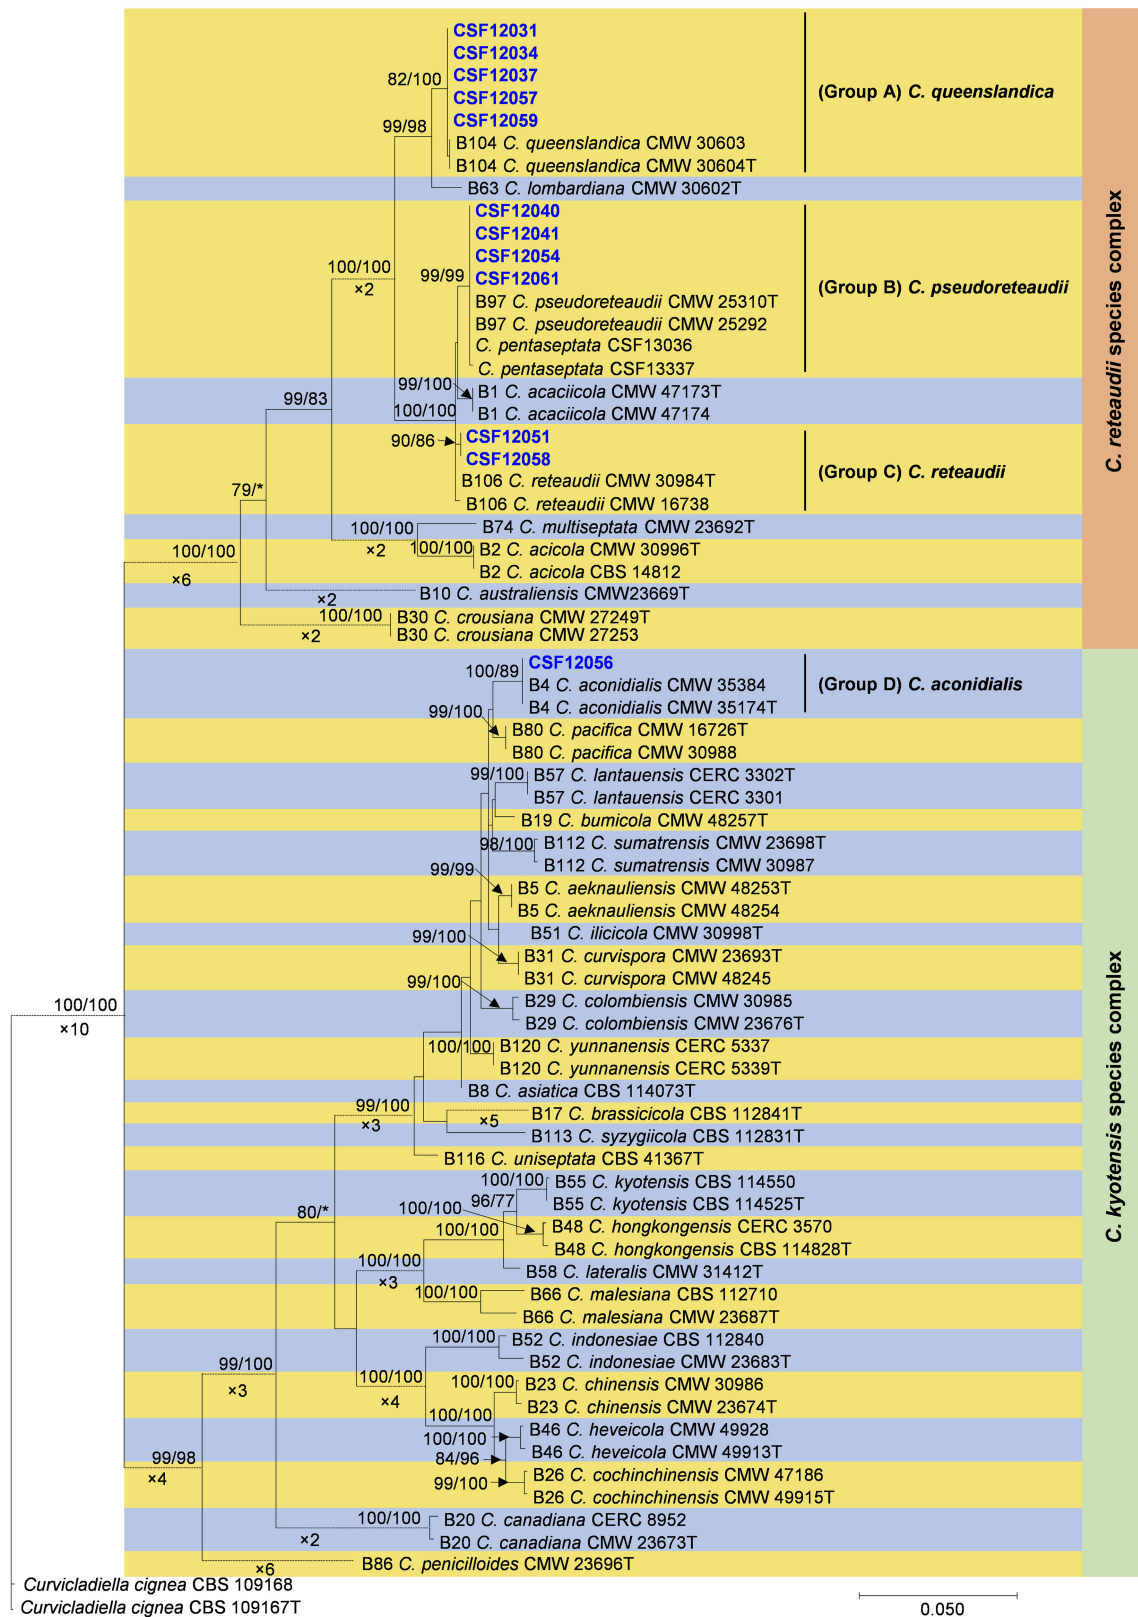 CSF12031
CSF12034
82/100
CSF12037
(Group A) C. queenslandica
CSF12057
99/98
CSF12059
B104 C. queenslandica CMW 30603
B104 C. queenslandica CMW 30604T
B63 C. lombardiana CMW 30602T
CSF12040
CSF12041
CSF12054
100/100
×2
99/99
CSF12061
(Group B) C. pseudoreteaudii
B97 C. pseudoreteaudii CMW 25310T
B97 C. pseudoreteaudii CMW 25292
C. pentaseptata CSF13036
C. pentaseptata CSF13337
99/100
B1 C. acaciicola CMW 47173T
99/83
100/100
B1 C. acaciicola CMW 47174
90/86
CSF12051
CSF12058
(Group C) C. reteaudii
B106 C. reteaudii CMW 30984T
79/*
B106 C. reteaudii CMW 16738
100/100
×2
B74 C. multiseptata CMW 23692T
100/100
×6
100/100
B2 C. acicola CMW 30996T
B2 C. acicola CBS 14812
×2
B10 C. australiensis CMW23669T
100/100
×2
B30 C. crousiana CMW 27249T
B30 C. crousiana CMW 27253
C. reteaudii species complex
CSF12056
100/89
B4 C. aconidialis CMW 35384
(Group D) C. aconidialis
99/100
B4 C. aconidialis CMW 35174T
B80 C. pacifica CMW 16726T
B80 C. pacifica CMW 30988
99/100
B57 C. lantauensis CERC 3302T
B57 C. lantauensis CERC 3301
B19 C. bumicola CMW 48257T
98/100
B112 C. sumatrensis CMW 23698T
B112 C. sumatrensis CMW 30987
99/99
B5 C. aeknauliensis CMW 48253T
B5 C. aeknauliensis CMW 48254
99/100
B51 C. ilicicola CMW 30998T
B31 C. curvispora CMW 23693T
99/100
B31 C. curvispora CMW 48245
B29 C. colombiensis CMW 30985
100/100
×10
B29 C. colombiensis CMW 23676T
100/100
B120 C. yunnanensis CERC 5337
B120 C. yunnanensis CERC 5339T
B8 C. asiatica CBS 114073T
99/100
×3
×5
B17 C. brassicicola CBS 112841T
B113 C. syzygiicola CBS 112831T
B116 C. uniseptata CBS 41367T
100/100
B55 C. kyotensis CBS 114550
96/77
B55 C. kyotensis CBS 114525T
80/*
100/100
B48 C. hongkongensis CERC 3570
100/100
B48 C. hongkongensis CBS 114828T
100/100
×3
B58 C. lateralis CMW 31412T
100/100
B66 C. malesiana CBS 112710
B66 C. malesiana CMW 23687T
100/100
B52 C. indonesiae CBS 112840
B52 C. indonesiae CMW 23683T
99/100
×3
100/100
×4
100/100
B23 C. chinensis CMW 30986
B23 C. chinensis CMW 23674T
100/100
B46 C. heveicola CMW 49928
100/100
B46 C. heveicola CMW 49913T
84/96
99/98
×4
99/100
B26 C. cochinchinensis CMW 47186
B26 C. cochinchinensis CMW 49915T
100/100
×2
B20 C. canadiana CERC 8952
B20 C. canadiana CMW 23673T
×6
B86 C. penicilloides CMW 23696T
C. kyotensis species complex
Curvicladiella cignea CBS 109168
Curvicladiella cignea CBS 109167T
0.050